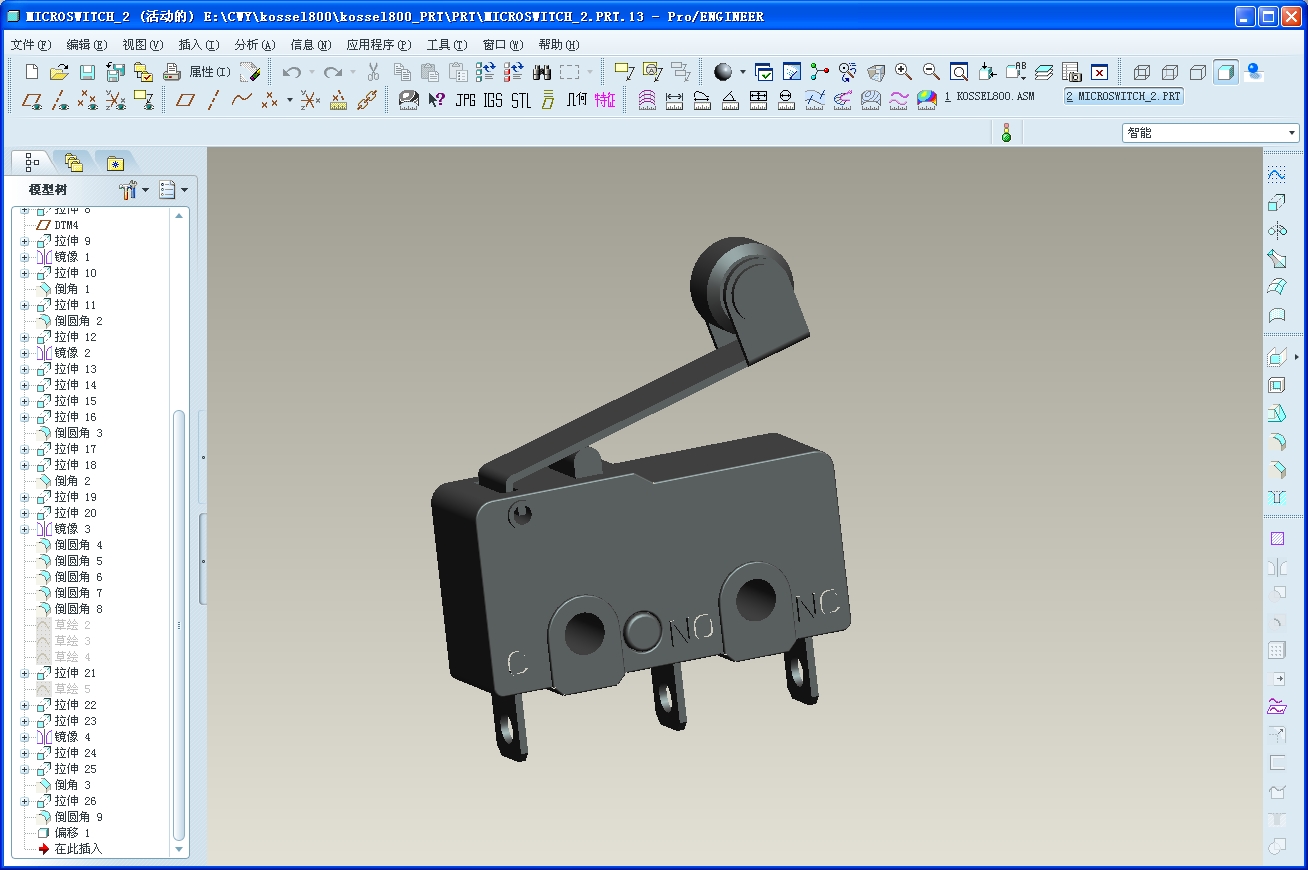 MICROSWITCH_2 (活动的) E:\CWY\kossel800\kossel800_PRT\PRT\MICROSWITCH_2.PRT.13 - Pro/ENGINEER
文件(F) 编辑(E) 视图(V) 插入(I) 分析(A) 信息(N) 应用程序(P) 工具(T) 窗口(W) 帮助(H)
属性(I)
JPG IGS STL 几何 特征 1 KOSSEL800.ASM 2 MICROSWITCH_2.PRT
智能
模型树
拉伸 8
DTM4
拉伸 9
镜像 1
拉伸 10
倒角 1
拉伸 11
倒圆角 2
拉伸 12
镜像 2
拉伸 13
拉伸 14
拉伸 15
拉伸 16
倒圆角 3
拉伸 17
拉伸 18
倒角 2
拉伸 19
拉伸 20
镜像 3
倒圆角 4
倒圆角 5
倒圆角 6
倒圆角 7
倒圆角 8
草绘 2
草绘 3
草绘 4
拉伸 21
草绘 5
拉伸 22
拉伸 23
镜像 4
拉伸 24
拉伸 25
倒角 3
拉伸 26
倒圆角 9
偏移 1
在此插入
C NO NC